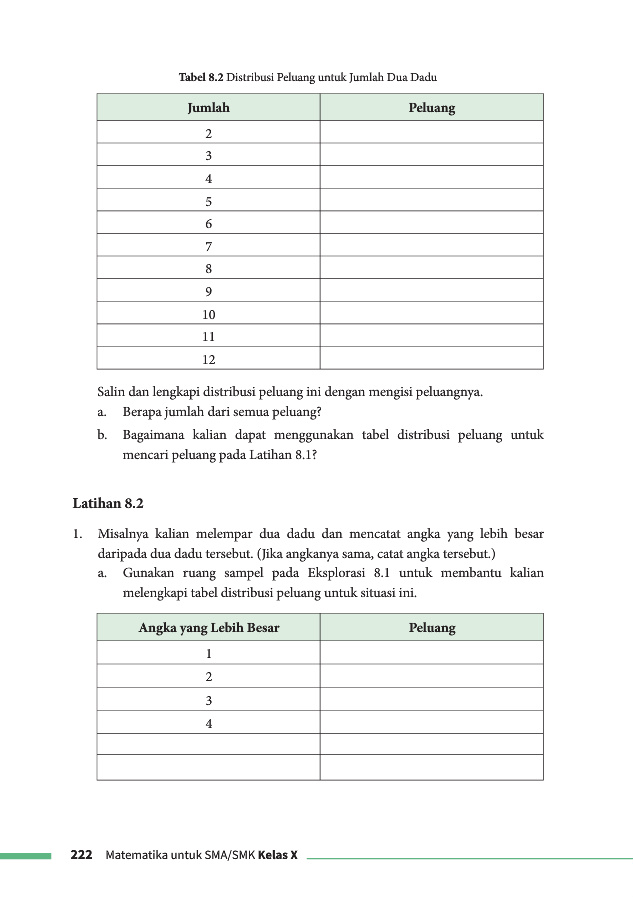 Tabel 8.2 Distribusi Peluang untuk Jumlah Dua Dadu
Jumlah Peluang
2
3
4
5
6
7
8
9
10
11
12
Salin dan lengkapi distribusi peluang ini dengan mengisi peluangnya.
a. Berapa jumlah dari semua peluang?
b. Bagaimana kalian dapat menggunakan tabel distribusi peluang untuk
mencari peluang pada Latihan 8.1?
Latihan 8.2
1. Misalnya kalian melempar dua dadu dan mencatat angka yang lebih besar
daripada dua dadu tersebut. (Jika angkanya sama, catat angka tersebut.)
a. Gunakan ruang sampel pada Eksplorasi 8.1 untuk membantu kalian
melengkapi tabel distribusi peluang untuk situasi ini.
Angka yang Lebih Besar Peluang
1
2
3
4
222 Matematika untuk SMA/SMK Kelas X